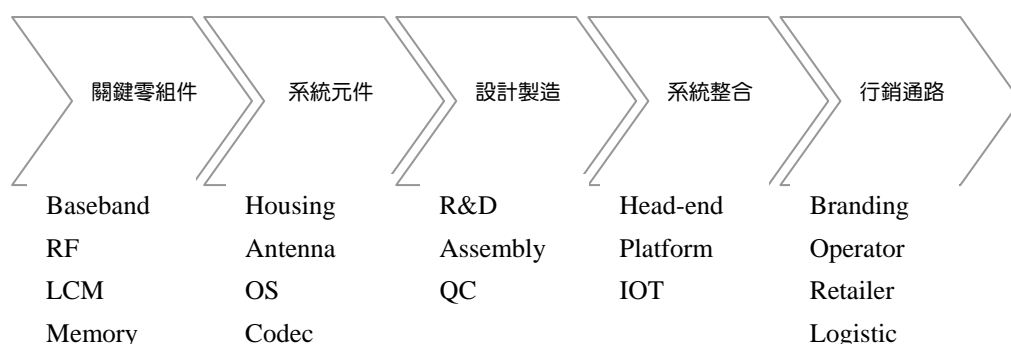 關鍵零組件 系統元件 設計製造 系統整合 行銷通路
Baseband Housing R&D Head-end Branding
RF Antenna Assembly Platform Operator
LCM OS QC IOT Retailer
Memory Codec Logistic